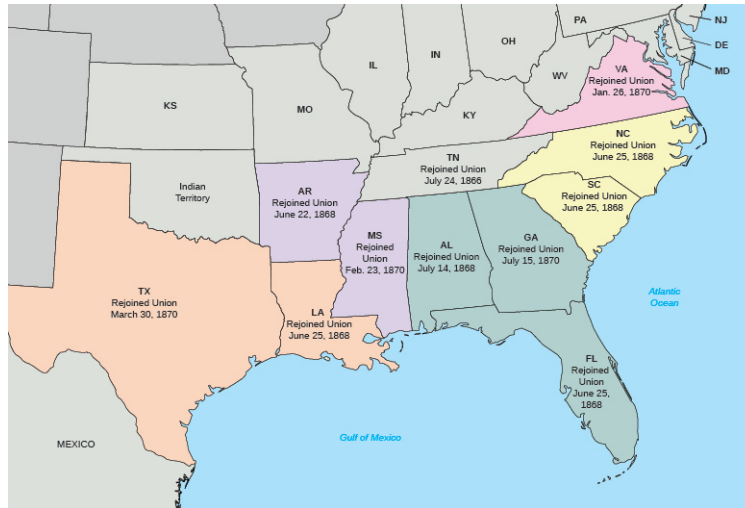 PA
NJ
OH
DE
IL
IN
MD
WV
VA
Rejoined Union
Jan. 26, 1870
KS
MO
KY
NC
Rejoined Union
June 25, 1868
TN
Rejoined Union
July 24, 1866
Indian
Territory
AR
Rejoined Union
June 22, 1868
SC
Rejoined Union
June 25, 1868
MS
Rejoined
Union
Feb. 23, 1870
AL
Rejoined Union
July 14, 1868
GA
Rejoined Union
July 15, 1870
TX
Rejoined Union
March 30, 1870
LA
Rejoined Union
June 25, 1868
Atlantic
Ocean
FL
Rejoined
Union
June 25,
1868
MEXICO
Gulf of Mexico